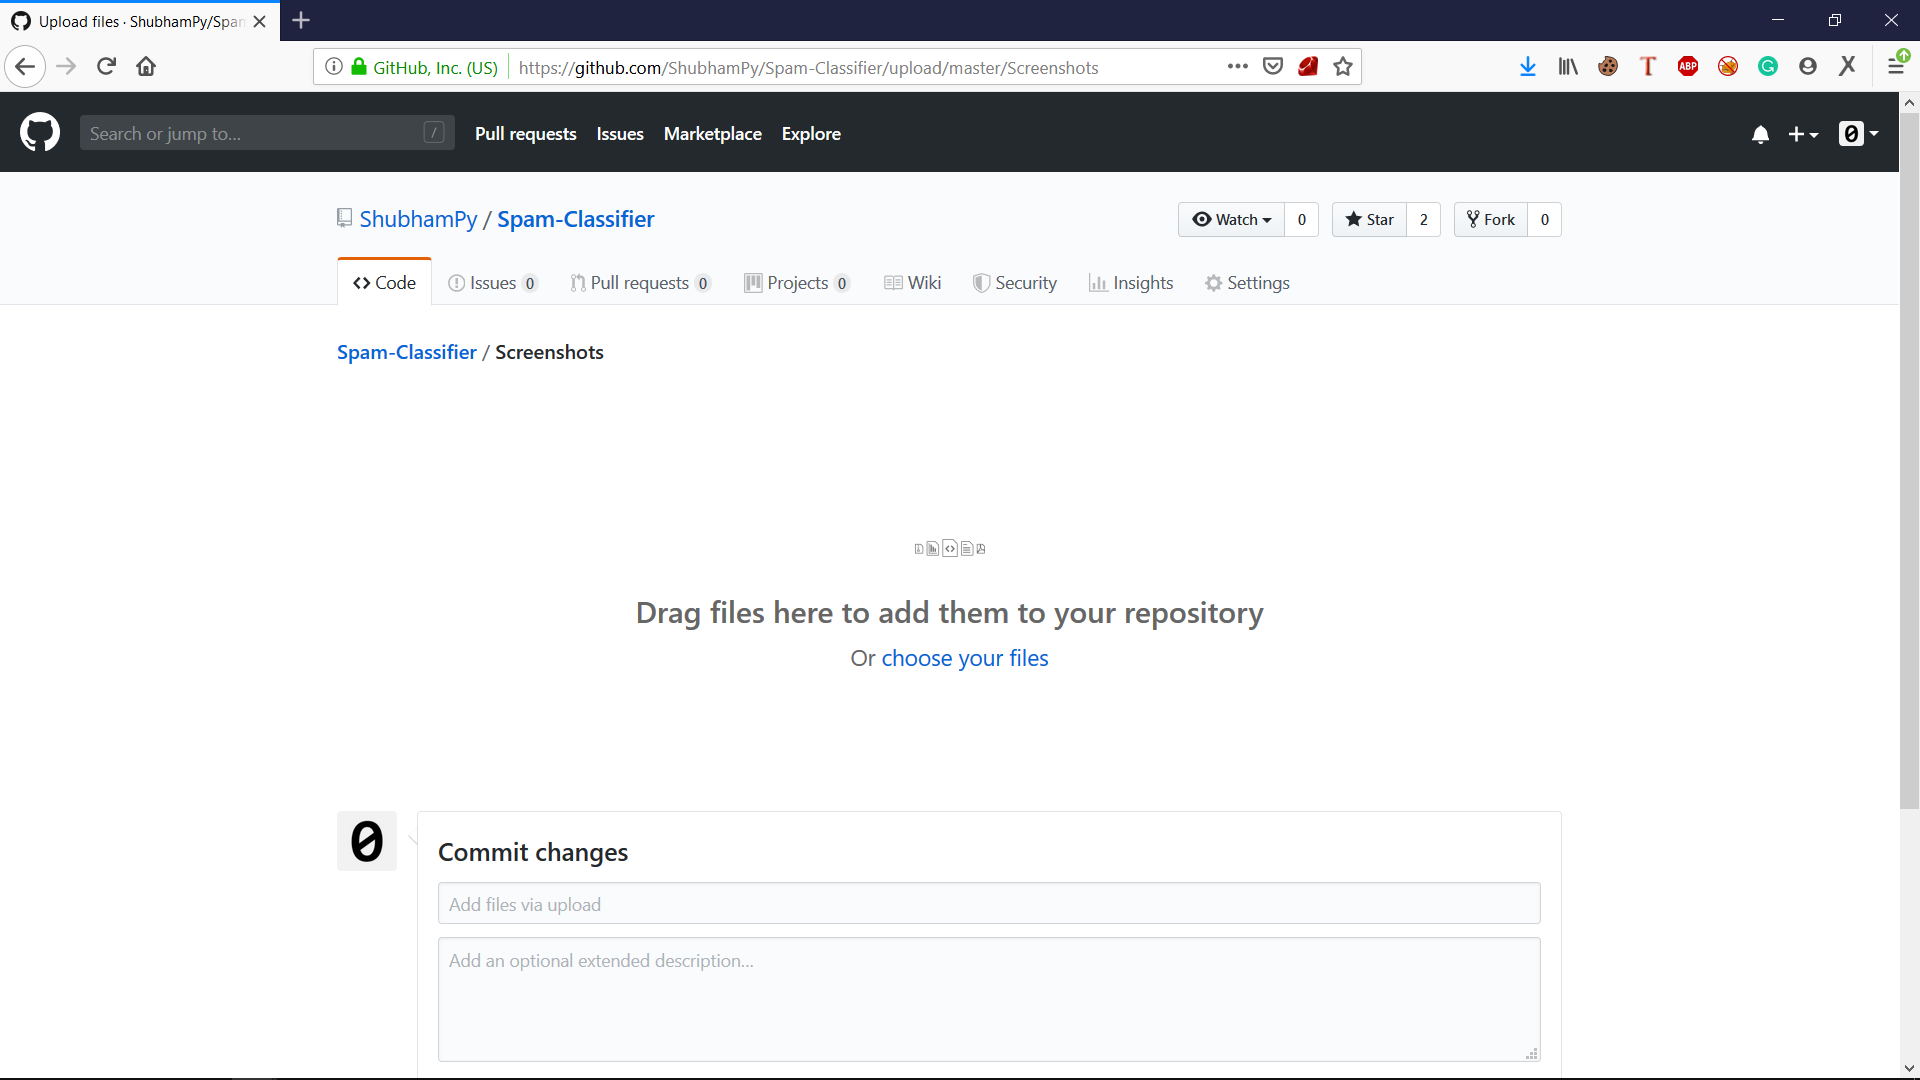 Upload files · ShubhamPy/Span
GitHub, Inc. (US) https://github.com/ShubhamPy/Spam-Classifier/upload/master/Screenshots
ABP
Search or jump to... /
Pull requests Issues Marketplace Explore
ShubhamPy / Spam-Classifier
Watch 0 Star 2 Fork 0
Code Issues 0 Pull requests 0 Projects 0 Wiki Security Insights Settings
Spam-Classifier / Screenshots
Drag files here to add them to your repository
Or choose your files
0
Commit changes
Add files via upload
Add an optional extended description...